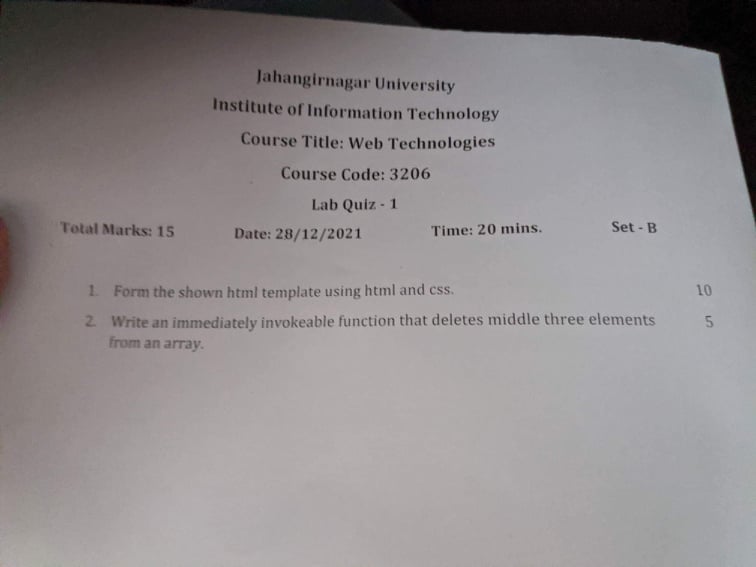 Jahangirnagar University
Institute of Information Technology
Course Title: Web Technologies
Course Code: 3206
Lab Quiz - 1
Total Marks: 15 Date: 28/12/2021 Time: 20 mins. Set - B
1. Form the shown html template using html and css. 10
2. Write an immediately invokeable function that deletes middle three elements 5
from an array.